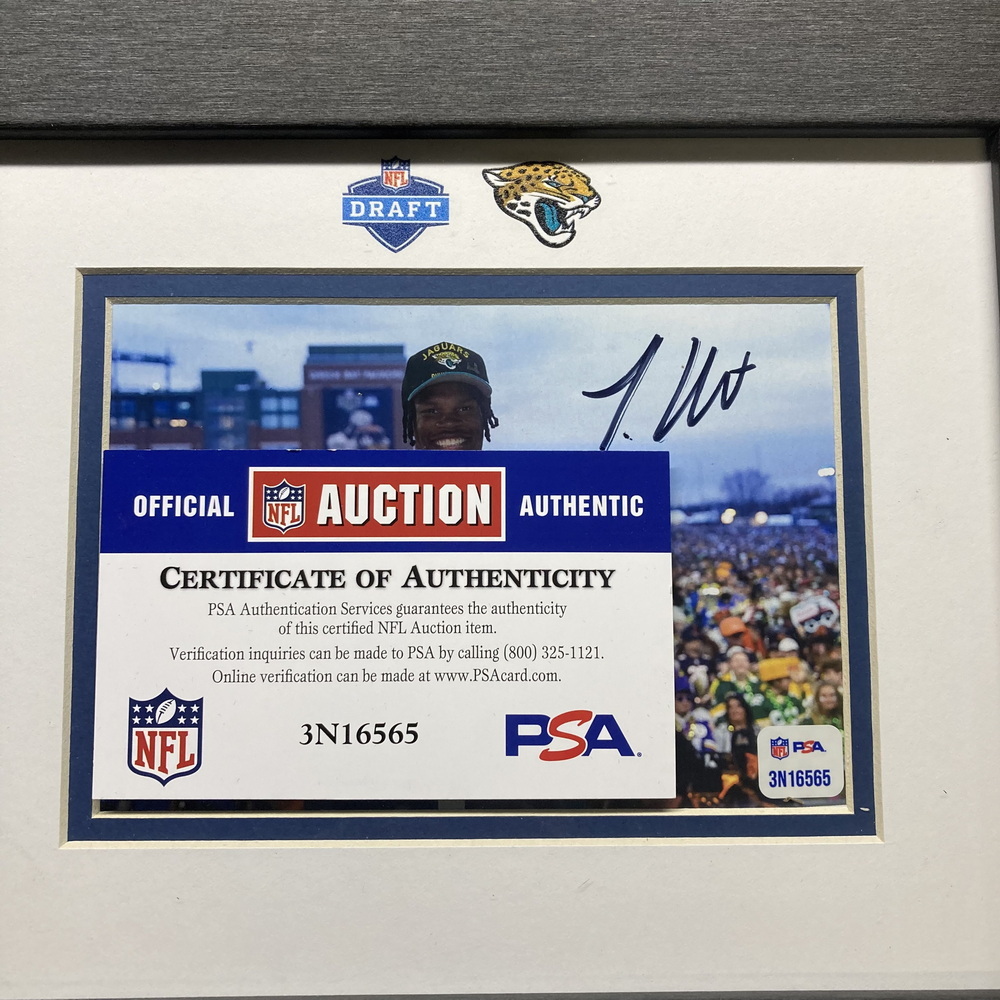 NFL
DRAFT
JAGUARS
OFFICIAL
NFL
AUCTION
AUTHENTIC
CERTIFICATE OF AUTHENTICITY
PSA Authentication Services guarantees the authenticity
of this certified NFL Auction item.
Verification inquiries can be made to PSA by calling (800) 325-1121.
Online verification can be made at www.PSAcard.com.
NFL
3N16565
PSA
NFL
PSA
3N16565